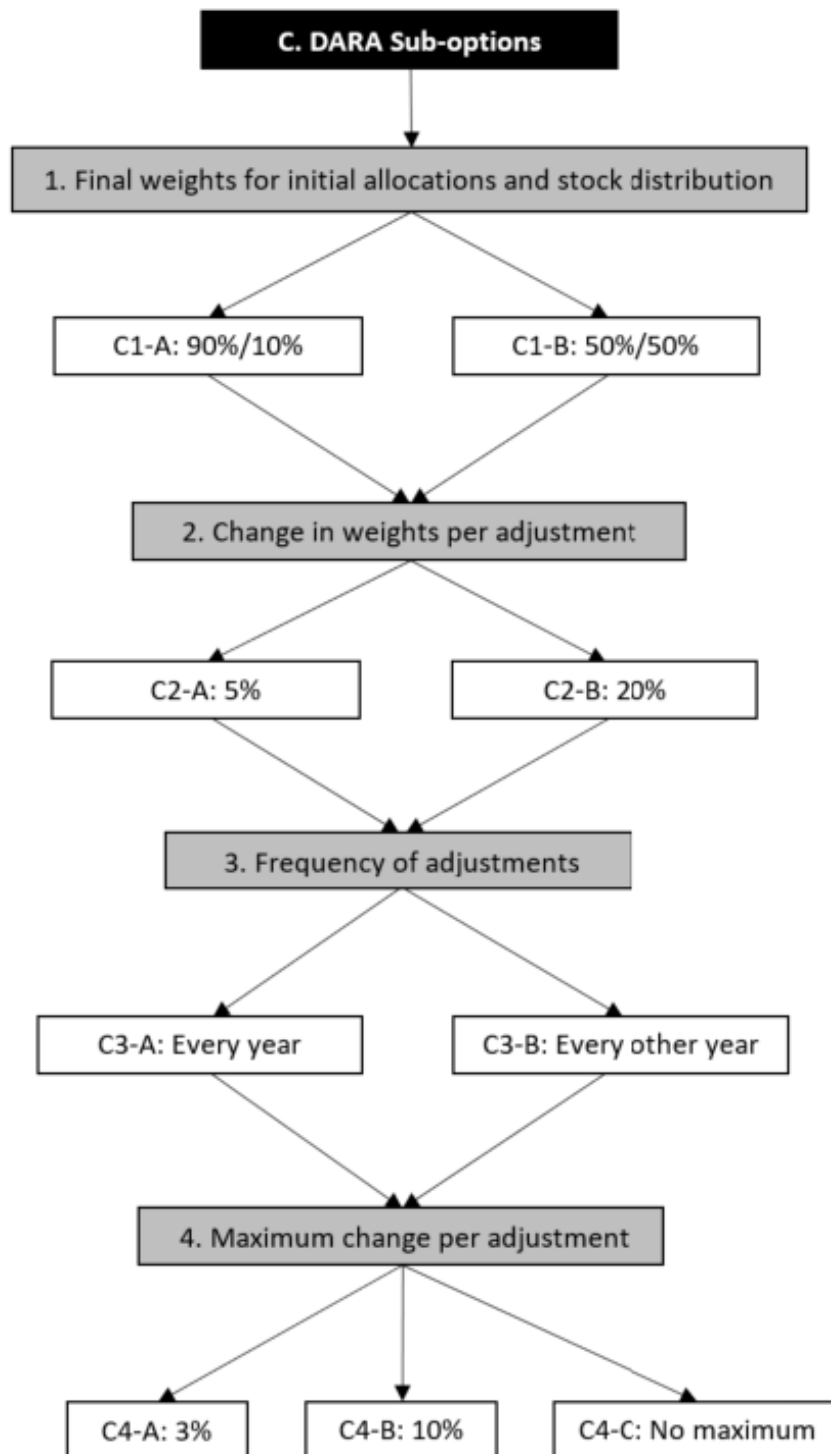 C. DARA Sub-options
1. Final weights for initial allocations and stock distribution
C1-A: 90%/10%
C1-B: 50%/50%
2. Change in weights per adjustment
C2-A: 5%
C2-B: 20%
3. Frequency of adjustments
C3-A: Every year
C3-B: Every other year
4. Maximum change per adjustment
C4-A: 3%
C4-B: 10%
C4-C: No maximum